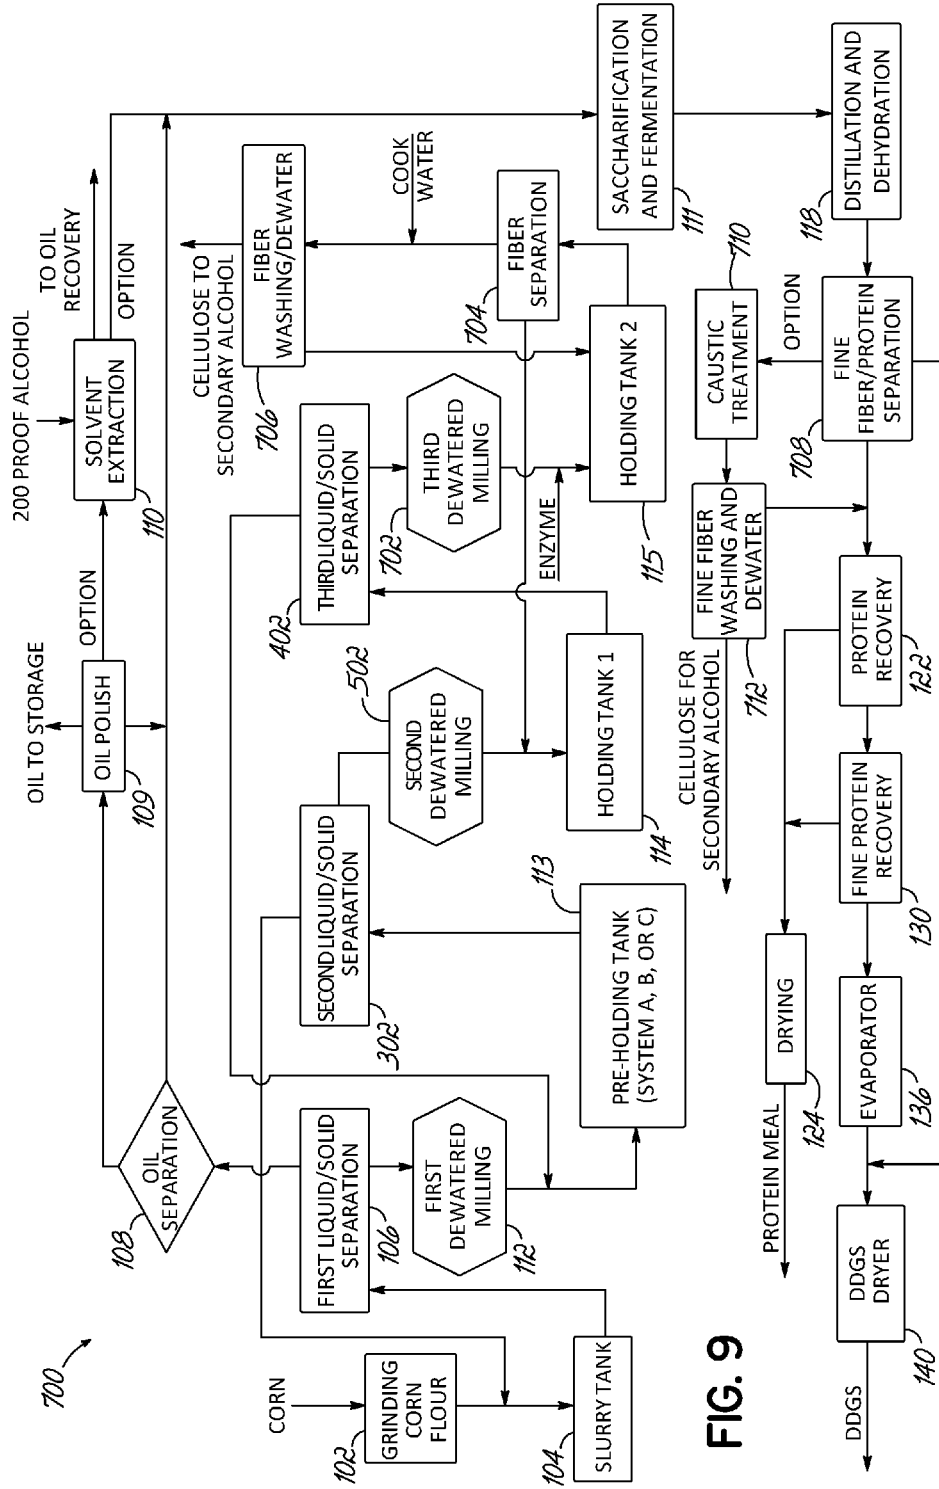 700
CORN
102
GRINDING
CORN
FLOUR
104
SLURRY TANK
FIRST LIQUID/SOLID
SEPARATION
106
108
OIL
SEPARATION
FIRST
DEWATERED
MILLING
112
OIL TO STORAGE
OIL POLISH
109
OPTION
200 PROOF ALCOHOL
SOLVENT
EXTRACTION
110
TO OIL
RECOVERY
OPTION
PRE-HOLDING TANK
(SYSTEM A, B, OR C)
113
SECOND LIQUID/SOLID
SEPARATION
302
SECOND
DEWATERED
MILLING
502
HOLDING TANK 1
114
THIRD LIQUID/SOLID
SEPARATION
402
THIRD
DEWATERED
MILLING
702
ENZYME
HOLDING TANK 2
115
FIBER
SEPARATION
704
COOK
WATER
FIBER
WASHING/DEWATER
706
CELLULOSE TO
SECONDARY ALCOHOL
SACCHARIFICATION
AND FERMENTATION
111
DISTILLATION AND
DEHYDRATION
118
FINE
FIBER/PROTEIN
SEPARATION
708
OPTION
CAUSTIC
TREATMENT
710
FINE FIBER
WASHING AND
DEWATER
712
CELLULOSE FOR
SECONDARY ALCOHOL
PROTEIN
RECOVERY
122
FINE PROTEIN
RECOVERY
130
DRYING
124
PROTEIN MEAL
EVAPORATOR
136
DDGS
DRYER
140
DDGS
FIG. 9